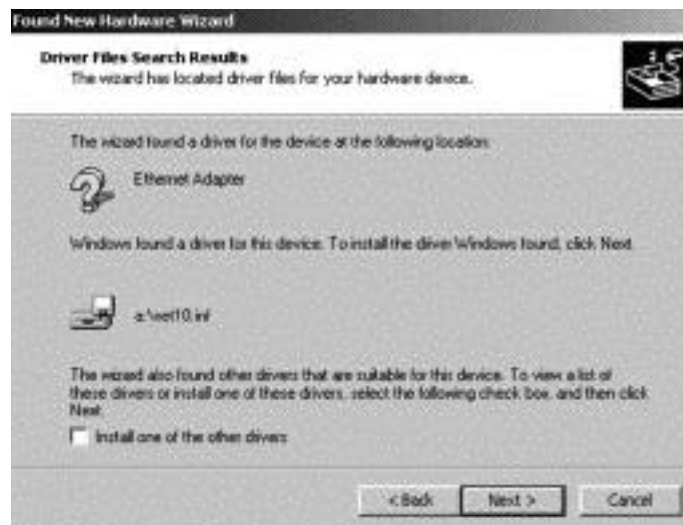 Found New Hardware Wizard
Driver Files Search Results
The wizard has located driver files for your hardware device.
The wizard found a driver for the device at the following location:
Ethernet Adapter
Windows found a driver for this device. To install the driver Windows found, click Next.
a:\net10.inf
The wizard also found other drivers that are suitable for this device. To view a list of
these drivers or install one of these drivers, select the following check box, and then click
Next.
Install one of the other drivers
< Back
Next >
Cancel